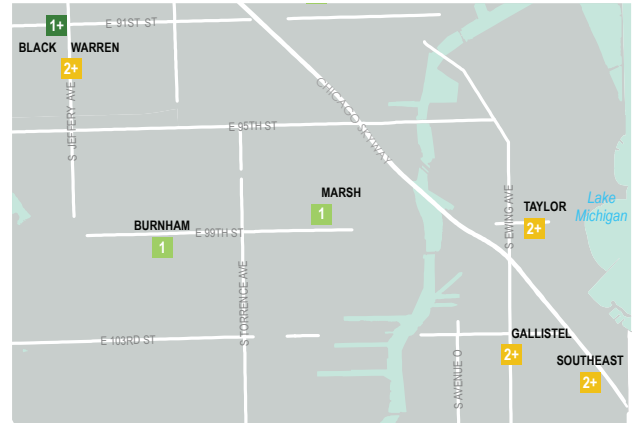 E 91ST ST
1+
BLACK
WARREN
2+
S JEFFERY AVE
CHICAGO SKYWAY
E 95TH ST
MARSH
1
BURNHAM
1
E 99TH ST
TAYLOR
2+
Lake
Michigan
S EWING AVE
S TORRENCE AVE
E 103RD ST
GALLISTEL
2+
SOUTHEAST
2+
S AVENUE O